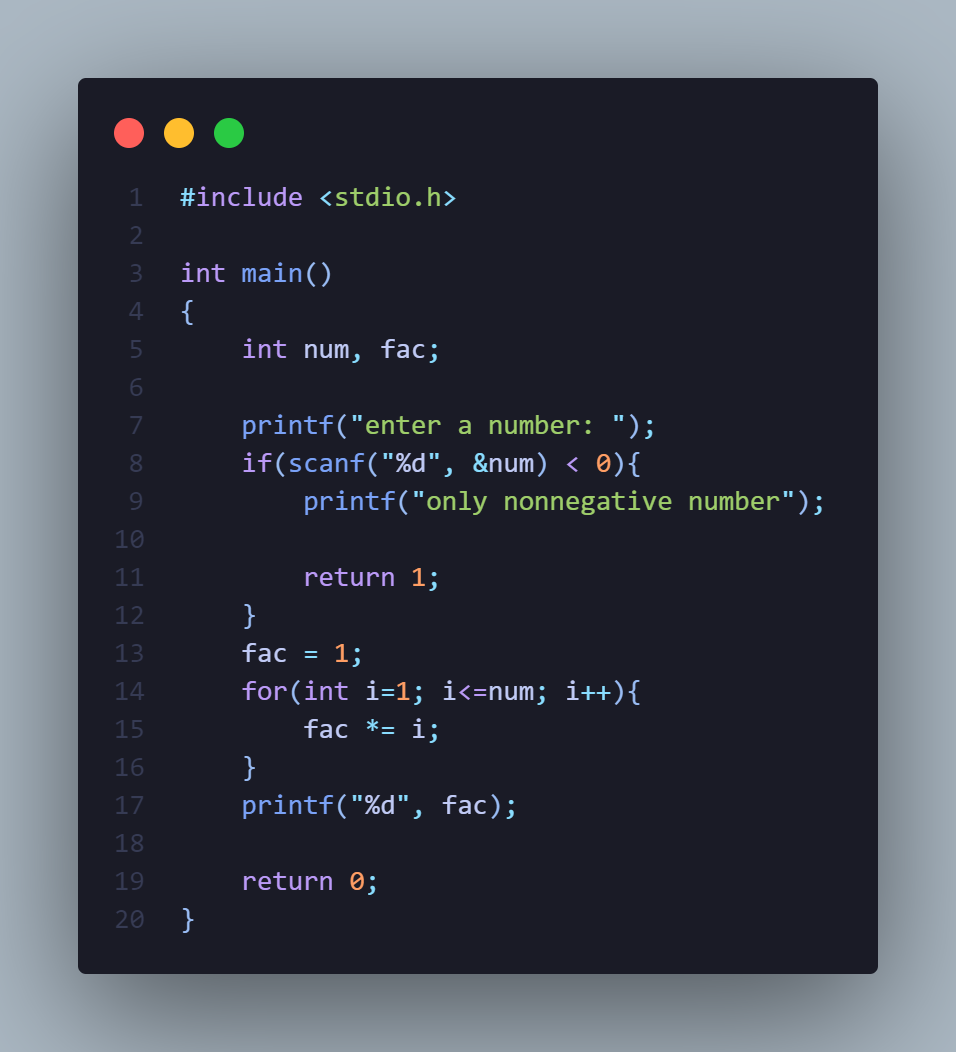 1 #include <stdio.h>
2
3 int main()
4 {
5     int num, fac;
6
7     printf("enter a number: ");
8     if(scanf("%d", &num) < 0){
9         printf("only nonnegative number");
10
11         return 1;
12     }
13     fac = 1;
14     for(int i=1; i<=num; i++){
15         fac *= i;
16     }
17     printf("%d", fac);
18
19     return 0;
20 }